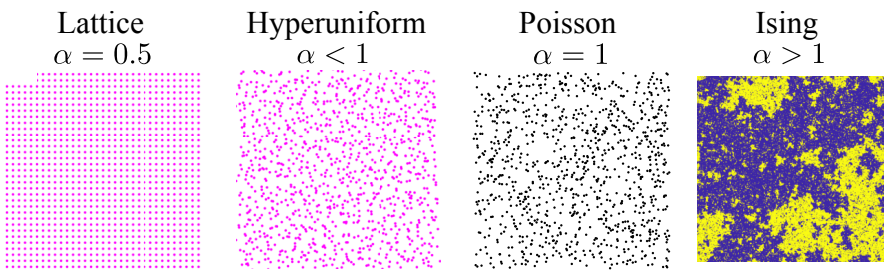 Lattice
α = 0.5
Hyperuniform
α < 1
Poisson
α = 1
Ising
α > 1